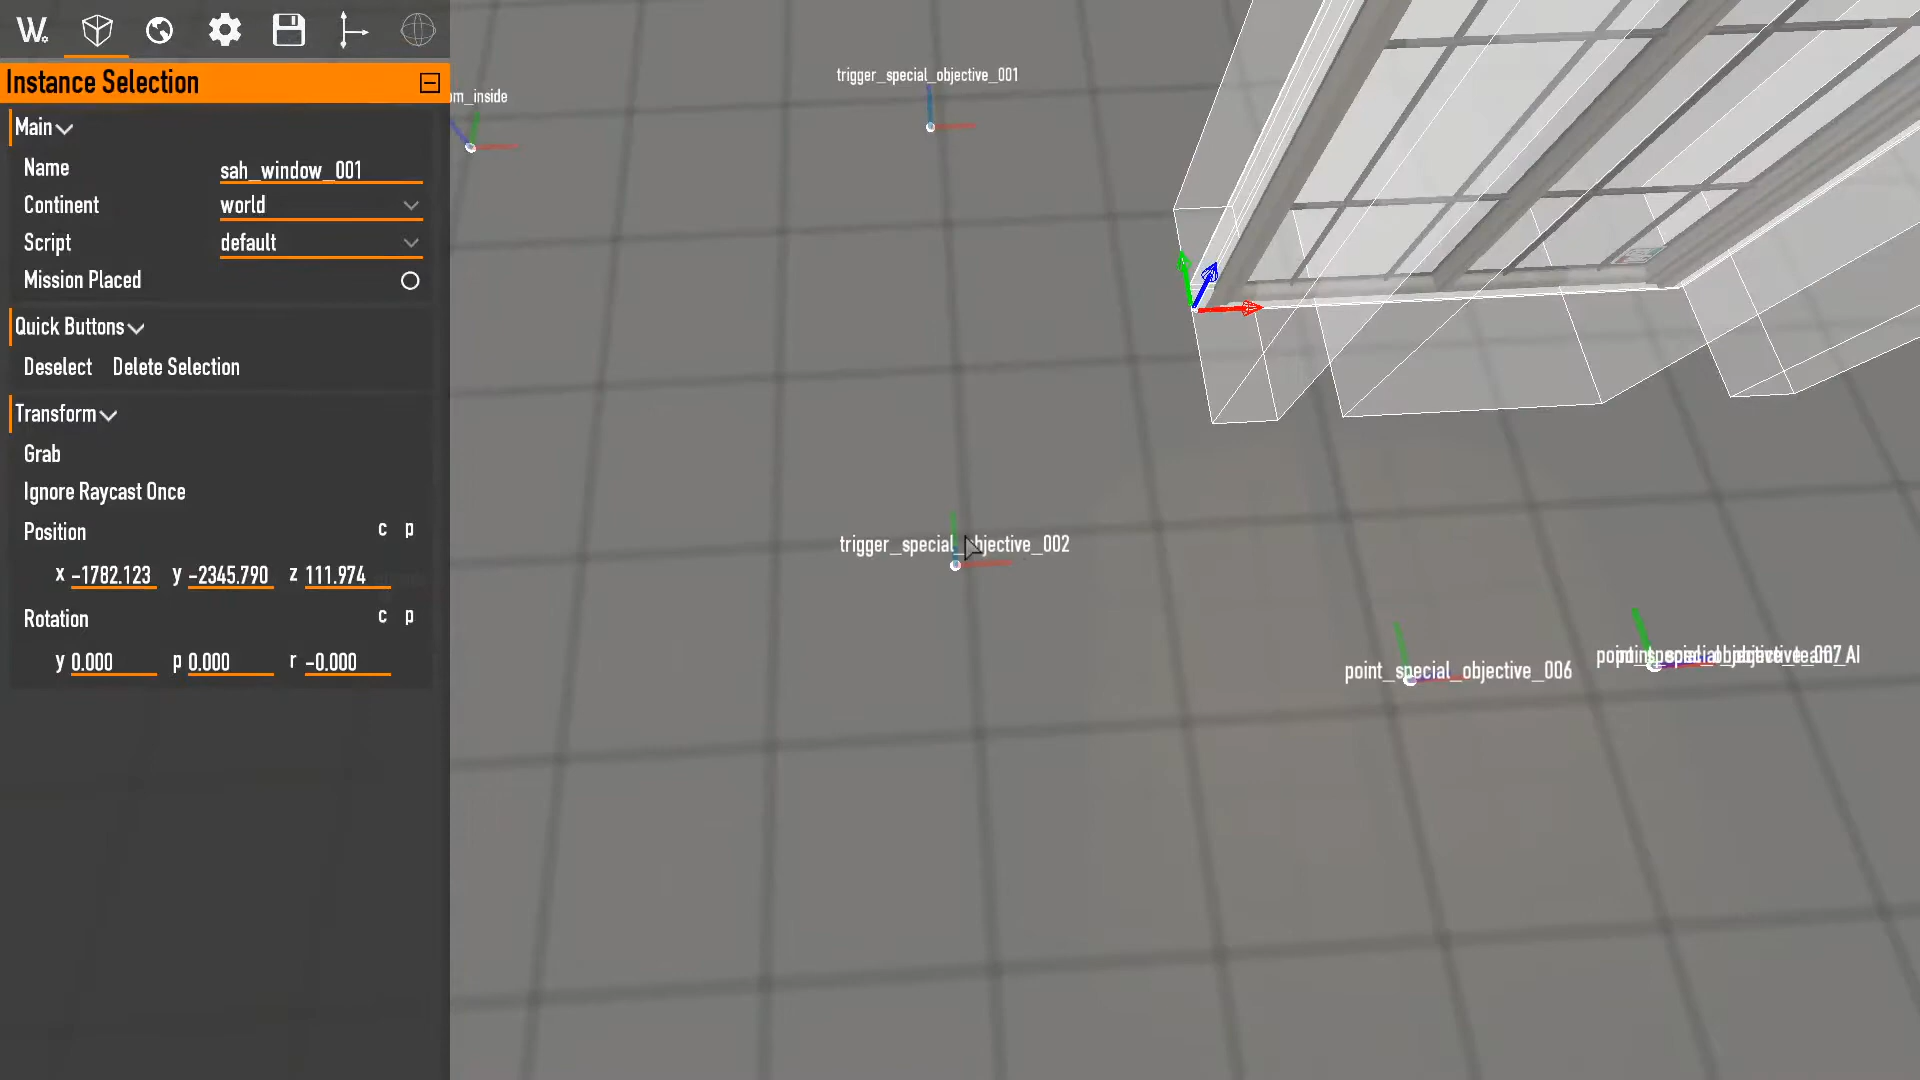 W.
Instance Selection
Main
Name sah_window_001
Continent world
Script default
Mission Placed
Quick Buttons
Deselect Delete Selection
Transform
Grab
Ignore Raycast Once
Position c p
x -1782.123 y -2345.790 z 111.974
Rotation c p
y 0.000 p 0.000 r -0.000
om_inside
trigger_special_objective_001
trigger_special_objective_002
point_special_objective_006